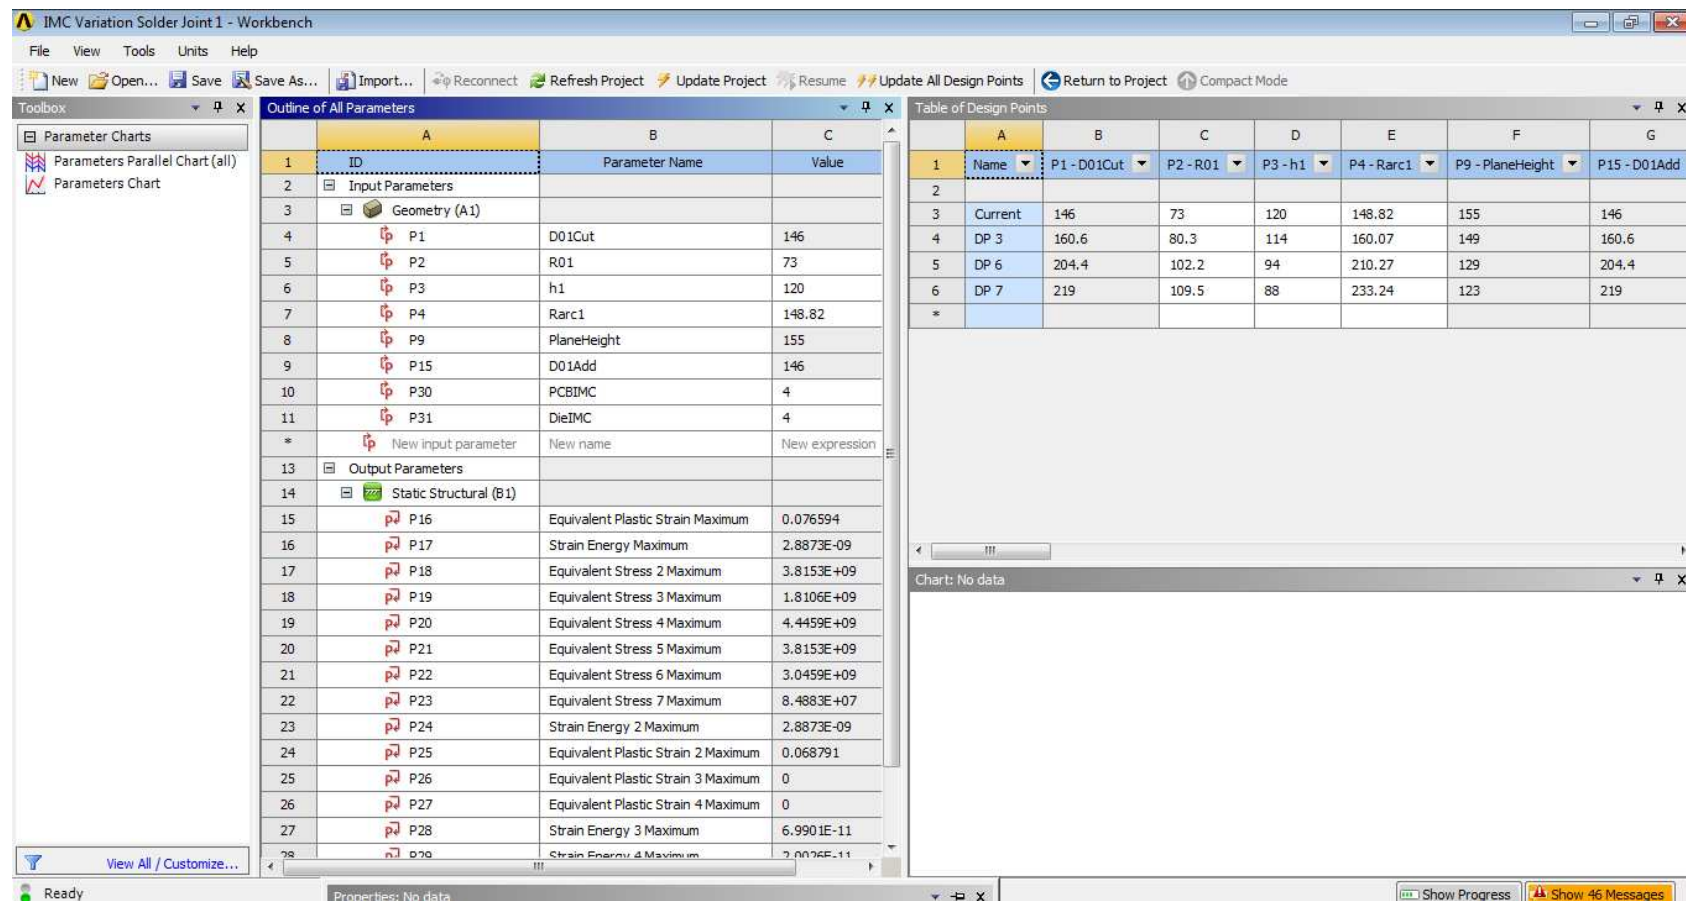 IMC Variation Solder Joint 1 - Workbench
File View Tools Units Help
New Open... Save Save As... Import... Reconnect Refresh Project Update Project Resume Update All Design Points Return to Project Compact Mode
Toolbox
Parameter Charts
Parameters Parallel Chart (all)
Parameters Chart
View All / Customize...
Outline of All Parameters
A B C
1 ID Parameter Name Value
2 Input Parameters
3 Geometry (A1)
4 P1 D01Cut 146
5 P2 R01 73
6 P3 h1 120
7 P4 Rarc1 148.82
8 P9 PlaneHeight 155
9 P15 D01Add 146
10 P30 PCBIMC 4
11 P31 DieIMC 4
* New input parameter New name New expression
13 Output Parameters
14 Static Structural (B1)
15 P16 Equivalent Plastic Strain Maximum 0.076594
16 P17 Strain Energy Maximum 2.8873E-09
17 P18 Equivalent Stress 2 Maximum 3.8153E+09
18 P19 Equivalent Stress 3 Maximum 1.8106E+09
19 P20 Equivalent Stress 4 Maximum 4.4459E+09
20 P21 Equivalent Stress 5 Maximum 3.8153E+09
21 P22 Equivalent Stress 6 Maximum 3.0459E+09
22 P23 Equivalent Stress 7 Maximum 8.4883E+07
23 P24 Strain Energy 2 Maximum 2.8873E-09
24 P25 Equivalent Plastic Strain 2 Maximum 0.068791
25 P26 Equivalent Plastic Strain 3 Maximum 0
26 P27 Equivalent Plastic Strain 4 Maximum 0
27 P28 Strain Energy 3 Maximum 6.9901E-11
28 P29 Strain Energy 4 Maximum 2.0026E-11
Table of Design Points
A B C D E F G
1 Name P1 - D01Cut P2 - R01 P3 - h1 P4 - Rarc1 P9 - PlaneHeight P15 - D01Add
2
3 Current 146 73 120 148.82 155 146
4 DP 3 160.6 80.3 114 160.07 149 160.6
5 DP 6 204.4 102.2 94 210.27 129 204.4
6 DP 7 219 109.5 88 233.24 123 219
*
Chart: No data
Ready
Properties: No data
Show Progress Show 46 Messages